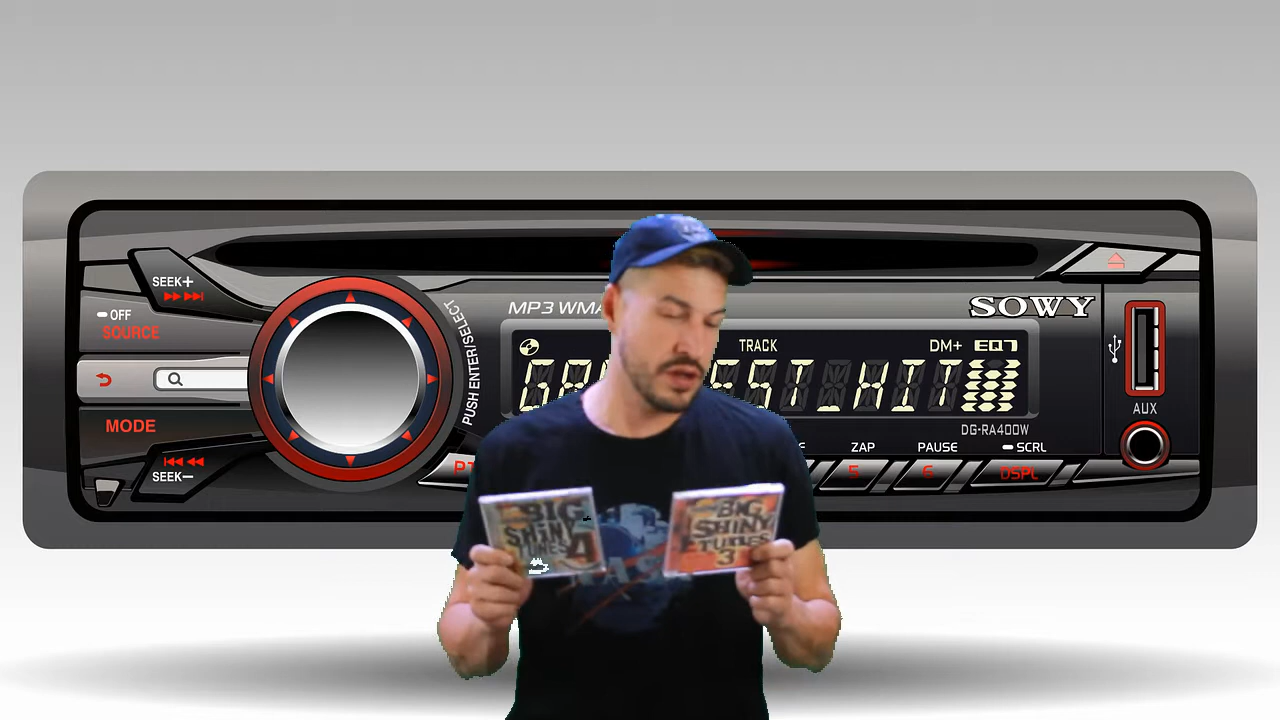 SEEK+
OFF
SOURCE
MODE
SEEK−
PUSH ENTER/SELECT
MP3 WMA
SOWY
TRACK
DM+ EQ7
EST_HIT
DG-RA400W
AUX
ZAP
PAUSE
SCRL
5
6
DSPL
BIG
SHINY
TUNES 4
BIG
SHINY
TUNES
3